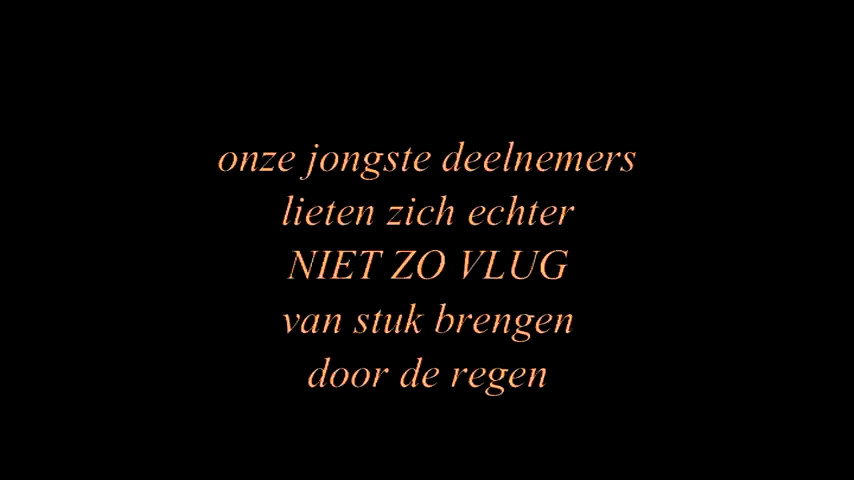 onze jongste deelnemers
lieten zich echter
NIET ZO VLUG
van stuk brengen
door de regen